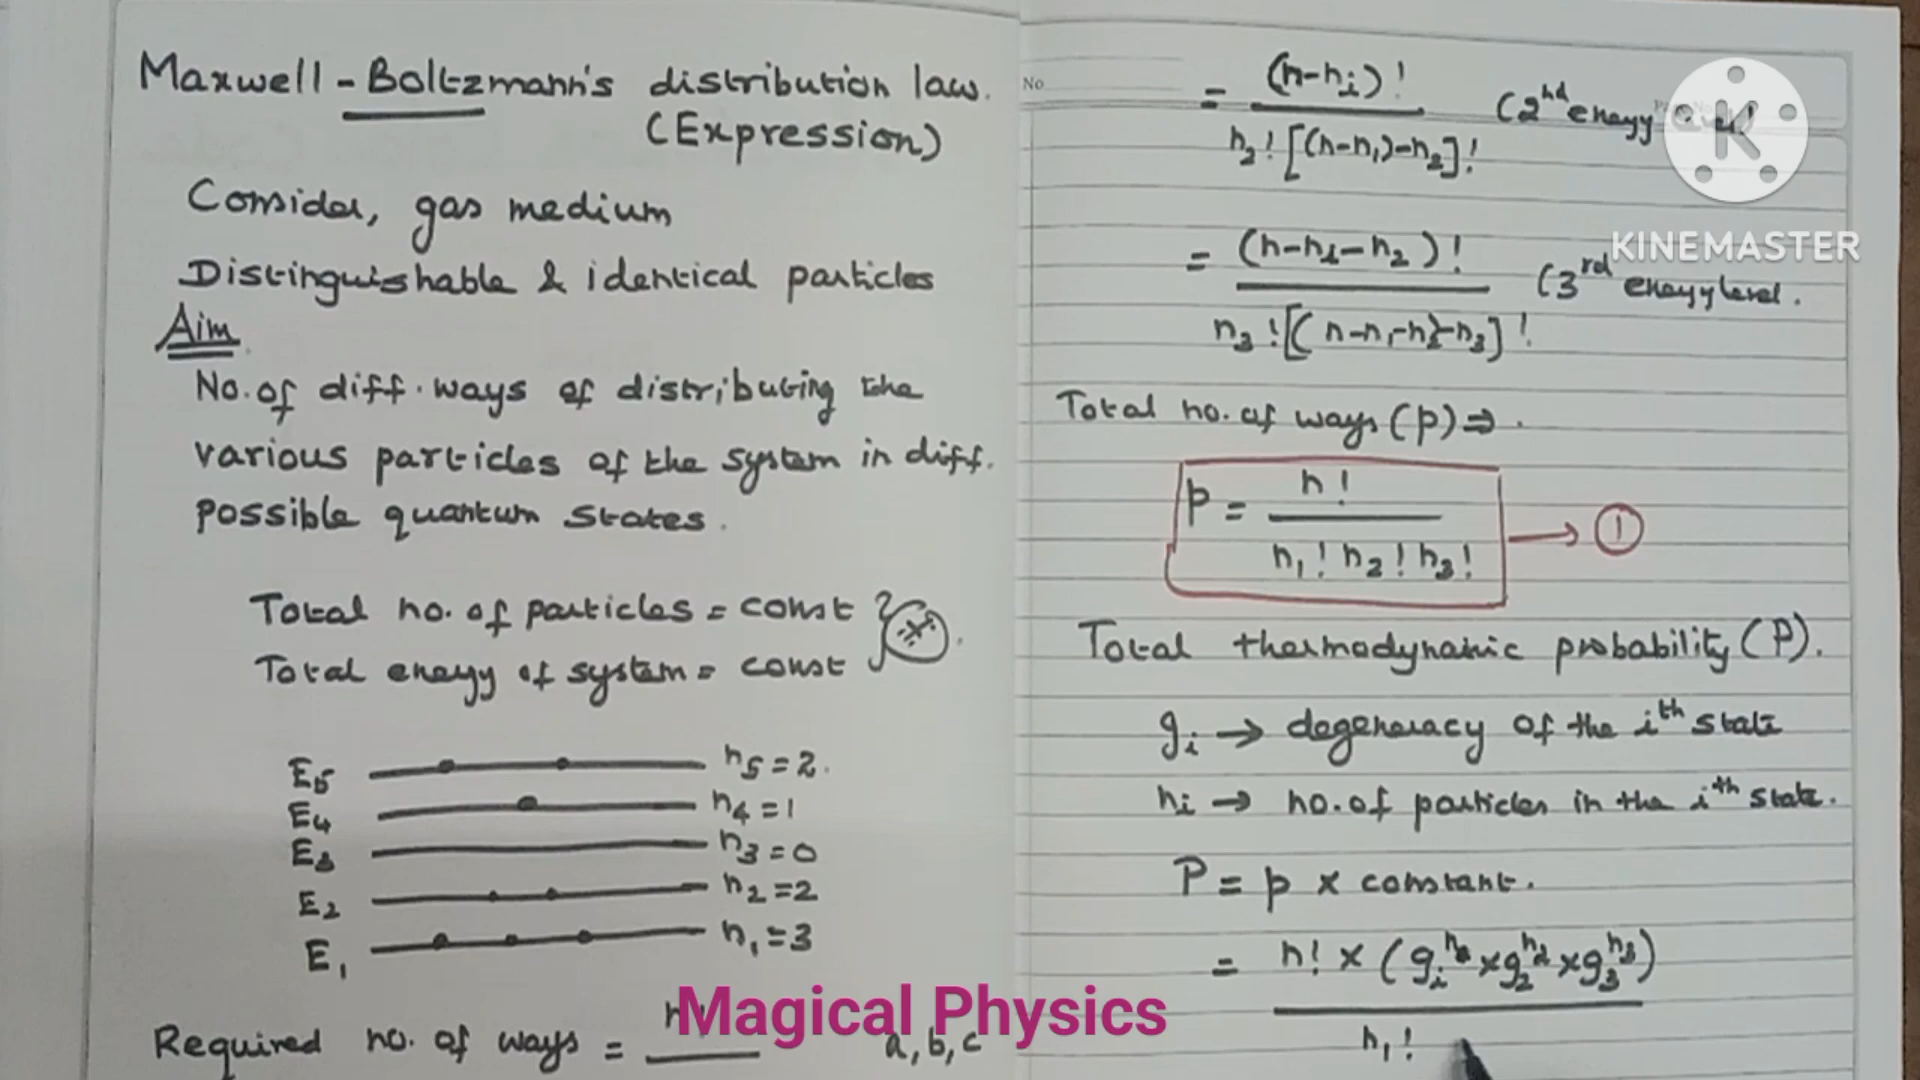 Maxwell-Boltzmann's distribution law.
(Expression)
Consider, gas medium
Distinguishable & identical particles
Aim
No. of diff. ways of distributing the
various particles of the system in diff.
possible quantum states.
Total no. of particles = const
Total energy of system = const
E5 n5 = 2.
E4 n4 = 1
E3 n3 = 0
E2 n2 = 2
E1 n1 = 3
Required no. of ways = a, b, c
No
= (n-ni)! / n2! [(n-n1)-n2]! (2nd energy
= (n-n1-n2)! / n3! [(n-n1-n2)-n3]! (3rd energy level.
Total no. of ways (p) ⇒.
p = n! / n1! n2! n3! → 1
Total thermodynamic probability (P).
gi → degeneracy of the ith state
ni → no. of particles in the ith state.
P = p x constant.
= n! x (gi x g2^n2 x g3^n3) / n1!
KINEMASTER
Magical Physics